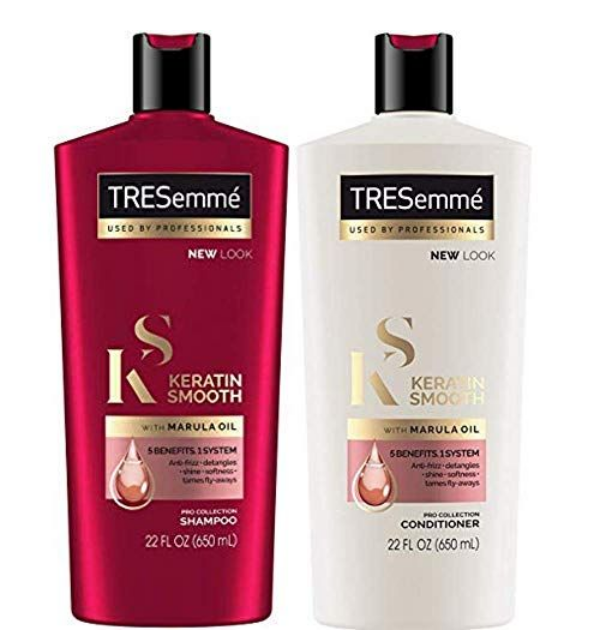 TRESemmé
USED BY PROFESSIONALS
NEW LOOK
KS
KERATIN
SMOOTH
WITH MARULA OIL
5 BENEFITS, 1 SYSTEM
Anti-frizz • detangles
• shine • softness •
tames fly-aways
PRO COLLECTION
SHAMPOO
22 FL OZ (650 mL)
TRESemmé
USED BY PROFESSIONALS
NEW LOOK
KS
KERATIN
SMOOTH
WITH MARULA OIL
5 BENEFITS, 1 SYSTEM
Anti-frizz • detangles
• shine • softness •
tames fly-aways
PRO COLLECTION
CONDITIONER
22 FL OZ (650 mL)